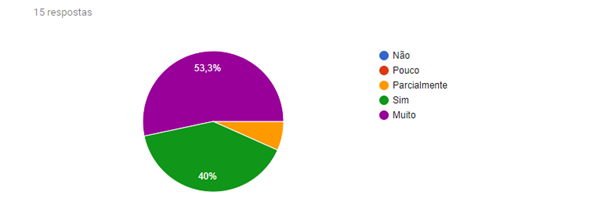 15 respostas
53,3%
40%
Não
Pouco
Parcialmente
Sim
Muito